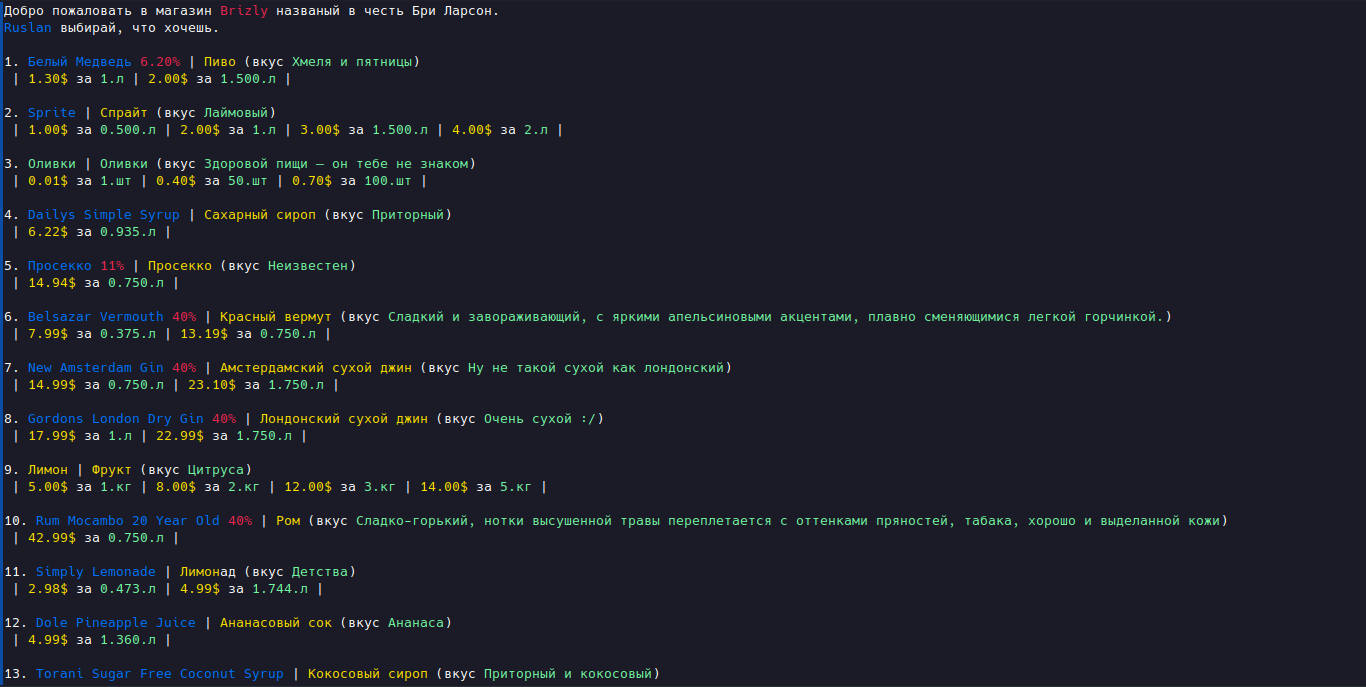 Добро пожаловать в магазин Brizly названый в честь Бри Ларсон.
Ruslan выбирай, что хочешь.
1. Белый Медведь 6.20% | Пиво (вкус Хмеля и пятницы)
| 1.30$ за 1.л | 2.00$ за 1.500.л |
2. Sprite | Спрайт (вкус Лаймовый)
| 1.00$ за 0.500.л | 2.00$ за 1.л | 3.00$ за 1.500.л | 4.00$ за 2.л |
3. Оливки | Оливки (вкус Здоровой пищи — он тебе не знаком)
| 0.01$ за 1.шт | 0.40$ за 50.шт | 0.70$ за 100.шт |
4. Dailys Simple Syrup | Сахарный сироп (вкус Приторный)
| 6.22$ за 0.935.л |
5. Просекко 11% | Просекко (вкус Неизвестен)
| 14.94$ за 0.750.л |
6. Belsazar Vermouth 40% | Красный вермут (вкус Сладкий и завораживающий, с яркими апельсиновыми акцентами, плавно сменяющимися легкой горчинкой.)
| 7.99$ за 0.375.л | 13.19$ за 0.750.л |
7. New Amsterdam Gin 40% | Амстердамский сухой джин (вкус Ну не такой сухой как лондонский)
| 14.99$ за 0.750.л | 23.10$ за 1.750.л |
8. Gordons London Dry Gin 40% | Лондонский сухой джин (вкус Очень сухой :/)
| 17.99$ за 1.л | 22.99$ за 1.750.л |
9. Лимон | Фрукт (вкус Цитруса)
| 5.00$ за 1.кг | 8.00$ за 2.кг | 12.00$ за 3.кг | 14.00$ за 5.кг |
10. Rum Mocambo 20 Year Old 40% | Ром (вкус Сладко-горький, нотки высушенной травы переплетается с оттенками пряностей, табака, хорошо и выделанной кожи)
| 42.99$ за 0.750.л |
11. Simply Lemonade | Лимонад (вкус Детства)
| 2.98$ за 0.473.л | 4.99$ за 1.744.л |
12. Dole Pineapple Juice | Ананасовый сок (вкус Ананаса)
| 4.99$ за 1.360.л |
13. Torani Sugar Free Coconut Syrup | Кокосовый сироп (вкус Приторный и кокосовый)